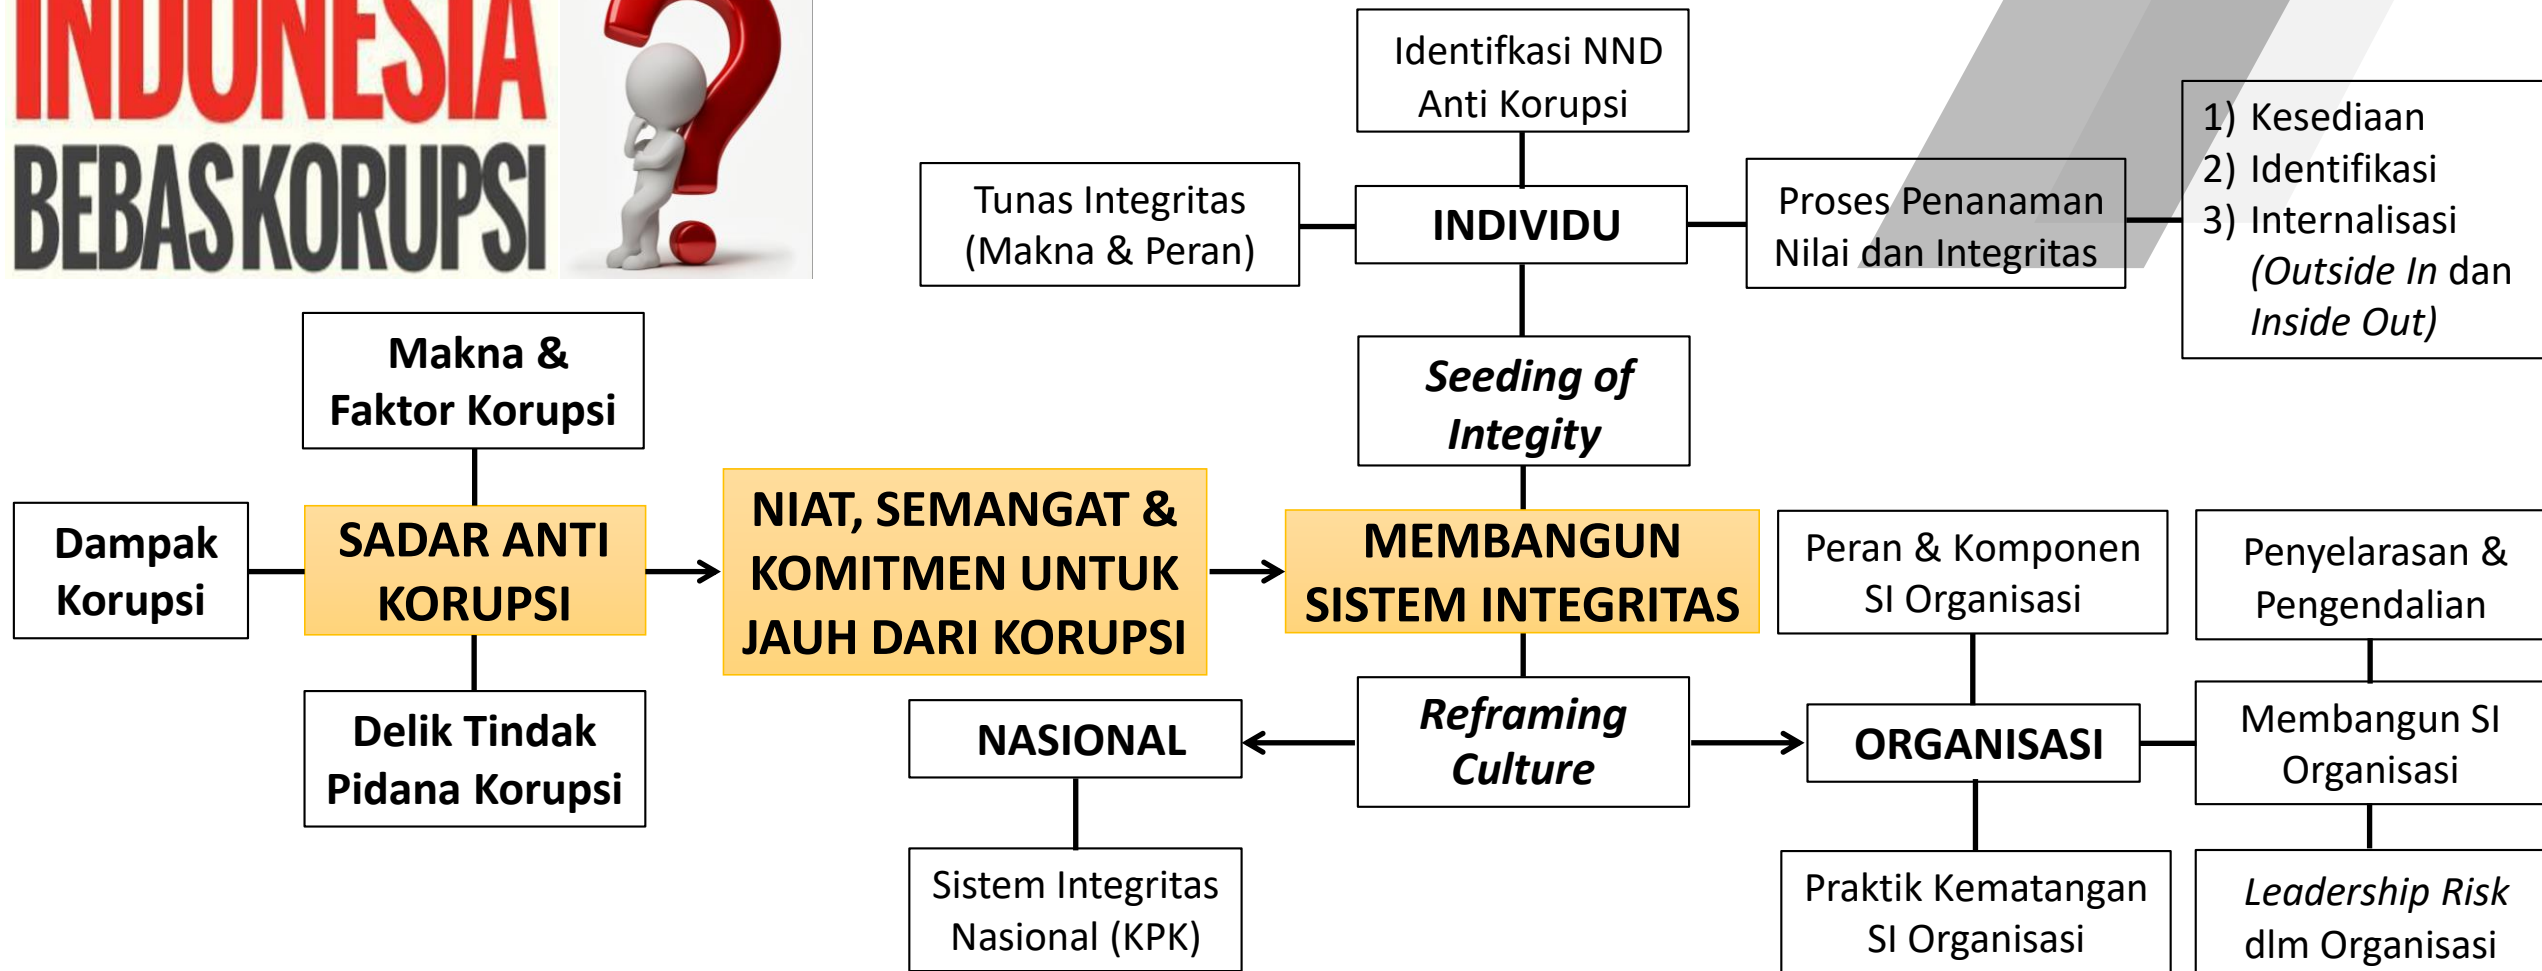 INDONESIA
BEBAS KORUPSI
Identifkasi NND
Anti Korupsi
Tunas Integritas
(Makna & Peran)
INDIVIDU
Proses Penanaman
Nilai dan Integritas
1) Kesediaan
2) Identifikasi
3) Internalisasi
(Outside In dan
Inside Out)
Seeding of
Integity
Makna &
Faktor Korupsi
Dampak
Korupsi
SADAR ANTI
KORUPSI
Delik Tindak
Pidana Korupsi
NIAT, SEMANGAT &
KOMITMEN UNTUK
JAUH DARI KORUPSI
MEMBANGUN
SISTEM INTEGRITAS
Reframing
Culture
NASIONAL
Sistem Integritas
Nasional (KPK)
Peran & Komponen
SI Organisasi
ORGANISASI
Praktik Kematangan
SI Organisasi
Penyelarasan &
Pengendalian
Membangun SI
Organisasi
Leadership Risk
dlm Organisasi